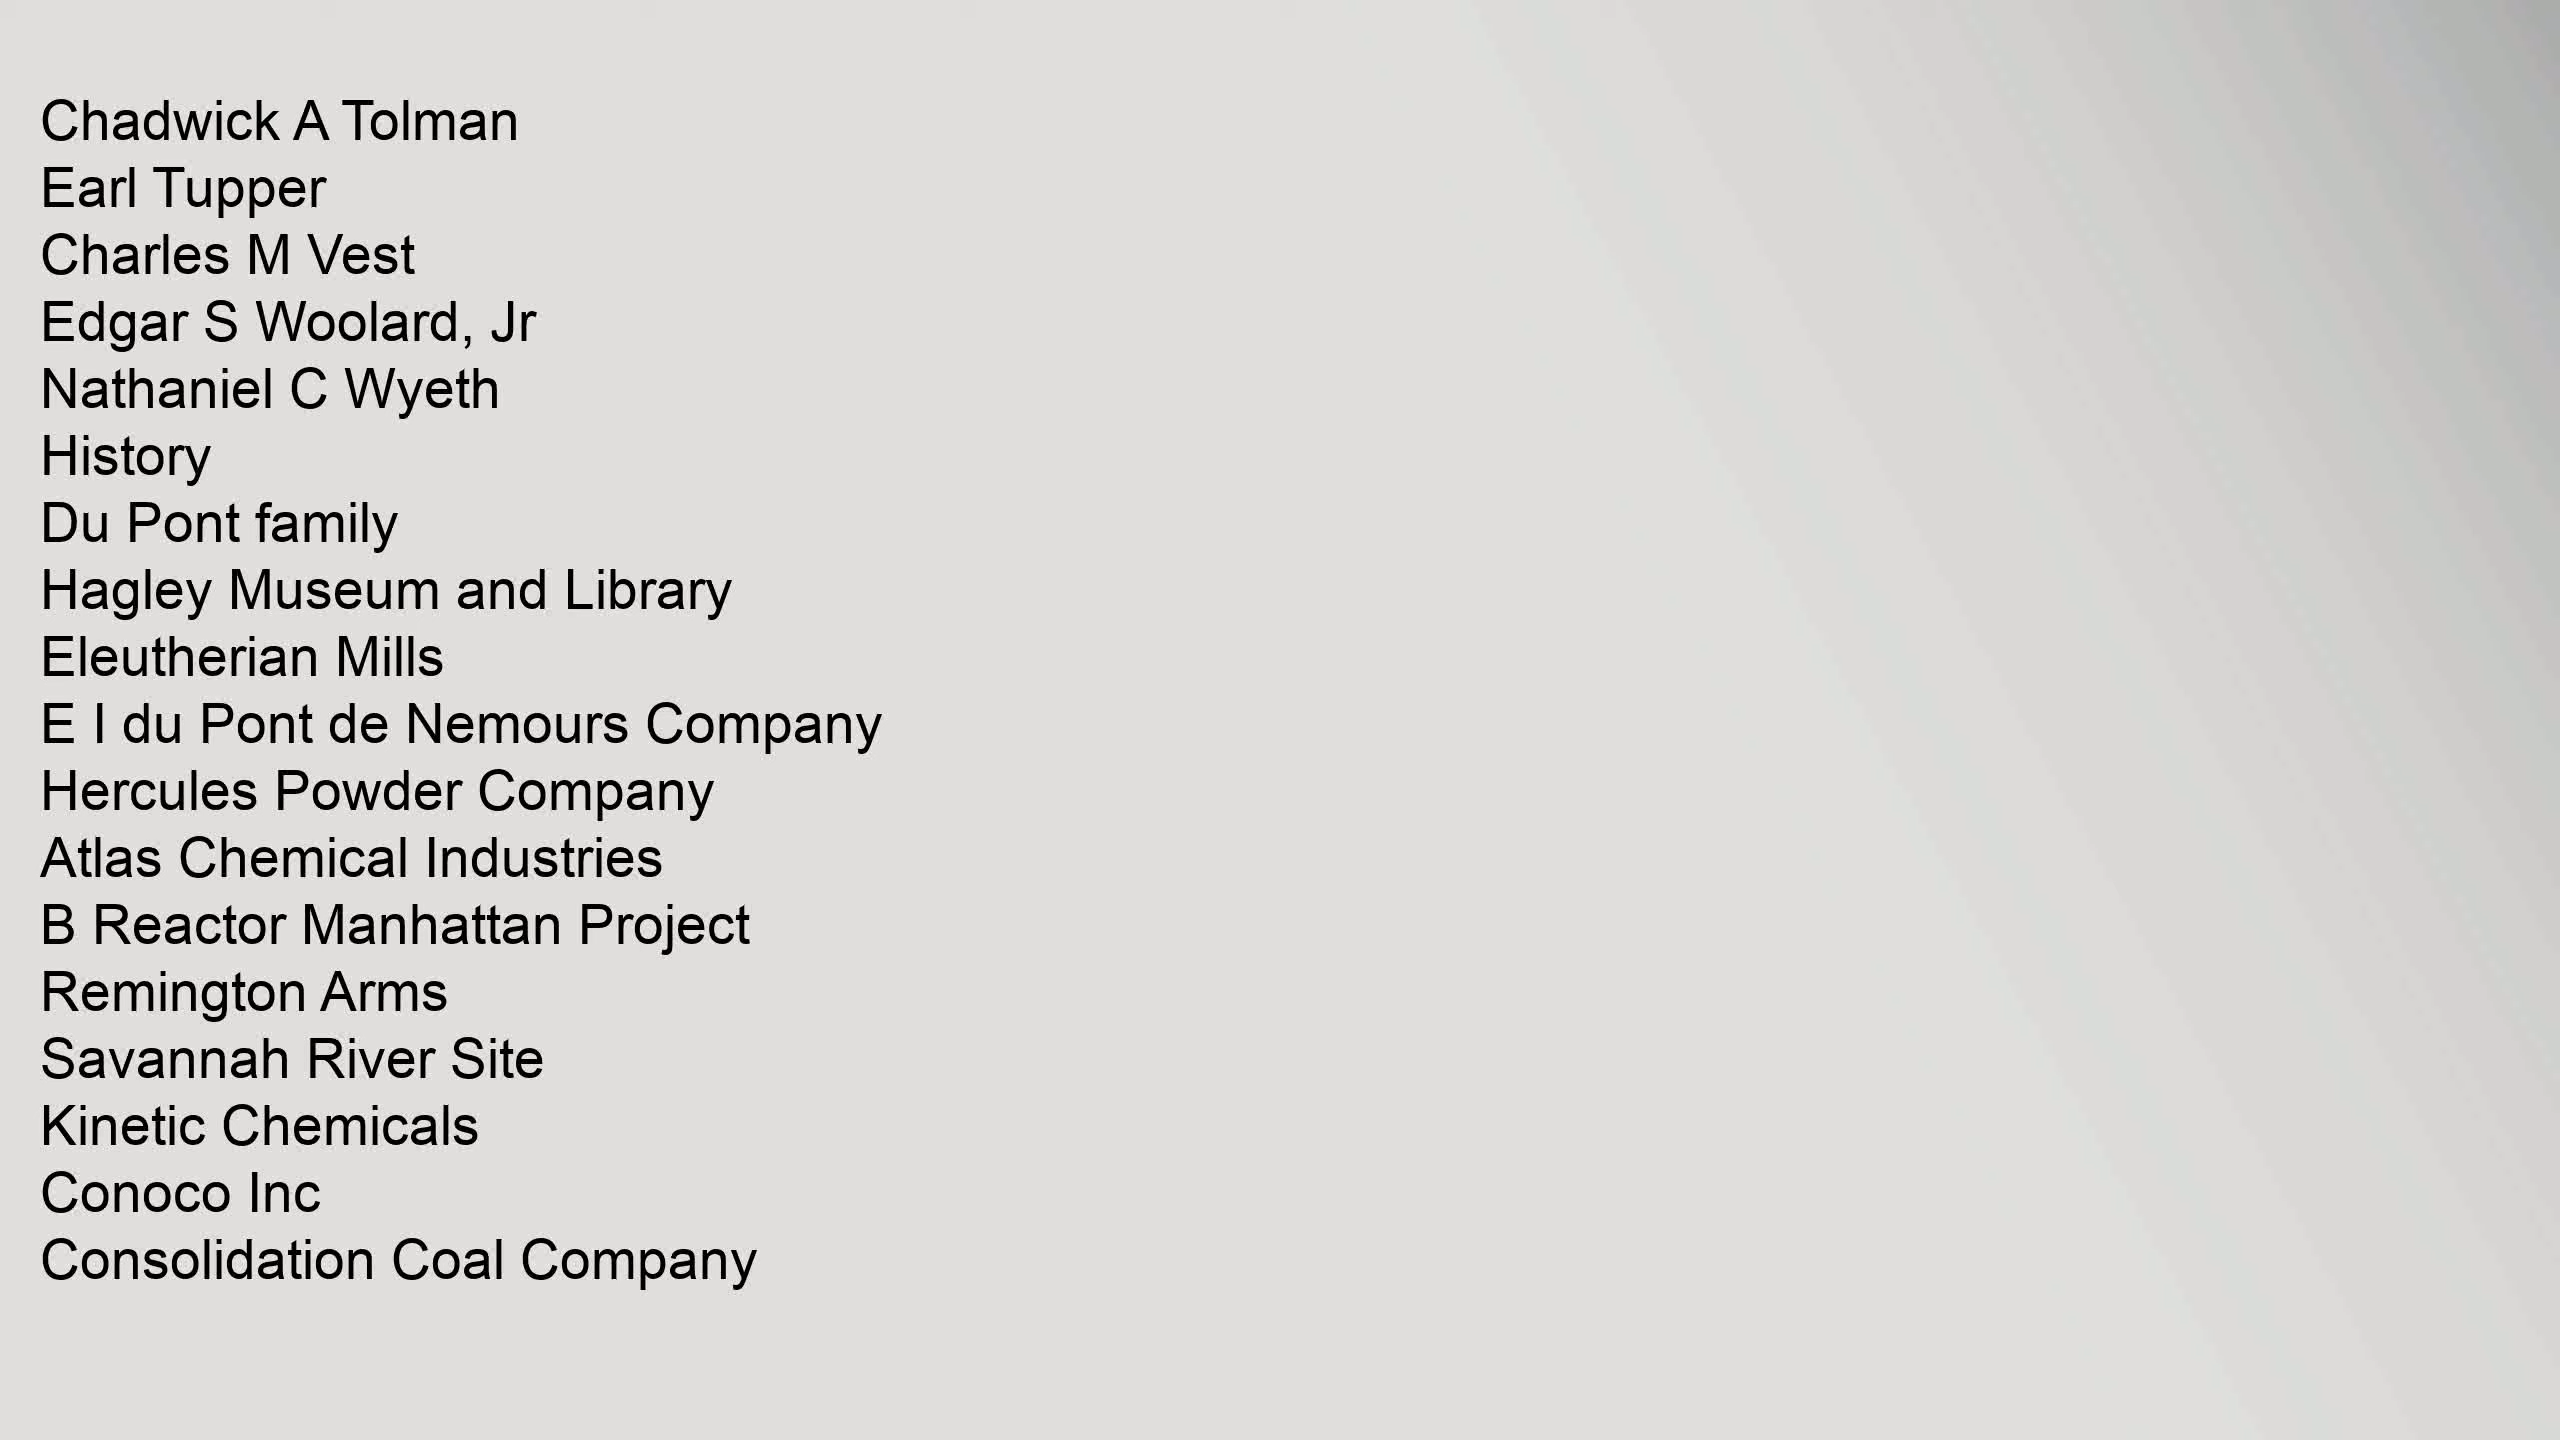 Chadwick A Tolman
Earl Tupper
Charles M Vest
Edgar S Woolard, Jr
Nathaniel C Wyeth
History
Du Pont family
Hagley Museum and Library
Eleutherian Mills
E I du Pont de Nemours Company
Hercules Powder Company
Atlas Chemical Industries
B Reactor Manhattan Project
Remington Arms
Savannah River Site
Kinetic Chemicals
Conoco Inc
Consolidation Coal Company